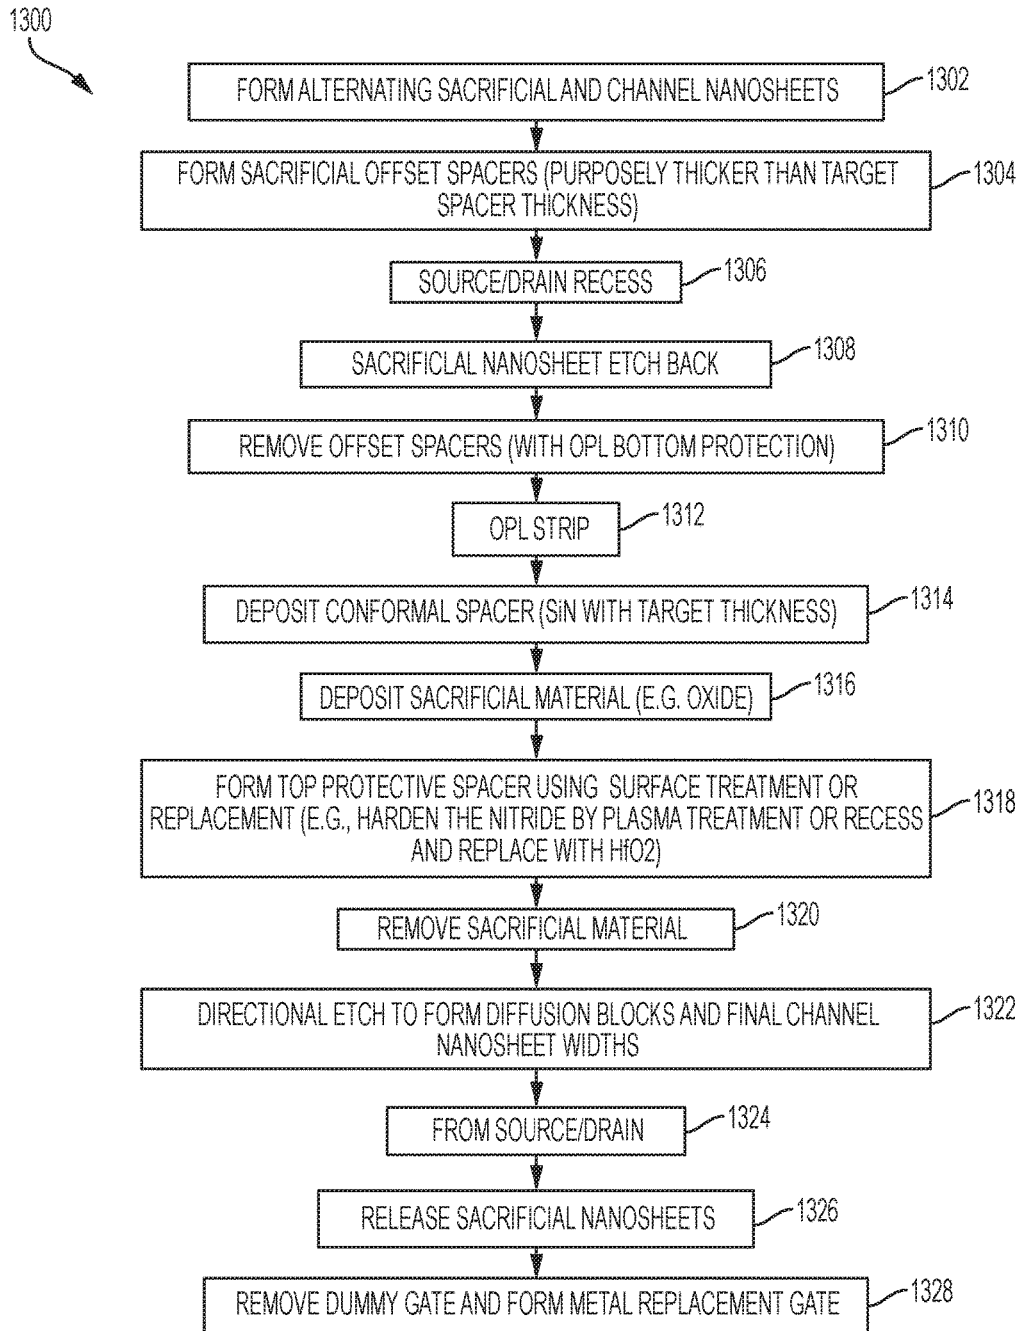 1300
FORM ALTERNATING SACRIFICIAL AND CHANNEL NANOSHEETS
1302
FORM SACRIFICIAL OFFSET SPACERS (PURPOSELY THICKER THAN TARGET
SPACER THICKNESS)
1304
SOURCE/DRAIN RECESS
1306
SACRIFICLAL NANOSHEET ETCH BACK
1308
REMOVE OFFSET SPACERS (WITH OPL BOTTOM PROTECTION)
1310
OPL STRIP
1312
DEPOSIT CONFORMAL SPACER (SiN WITH TARGET THICKNESS)
1314
DEPOSIT SACRIFICIAL MATERIAL (E.G. OXIDE)
1316
FORM TOP PROTECTIVE SPACER USING SURFACE TREATMENT OR
REPLACEMENT (E.G., HARDEN THE NITRIDE BY PLASMA TREATMENT OR RECESS
AND REPLACE WITH HfO2)
1318
REMOVE SACRIFICIAL MATERIAL
1320
DIRECTIONAL ETCH TO FORM DIFFUSION BLOCKS AND FINAL CHANNEL
NANOSHEET WIDTHS
1322
FROM SOURCE/DRAIN
1324
RELEASE SACRIFICIAL NANOSHEETS
1326
REMOVE DUMMY GATE AND FORM METAL REPLACEMENT GATE
1328